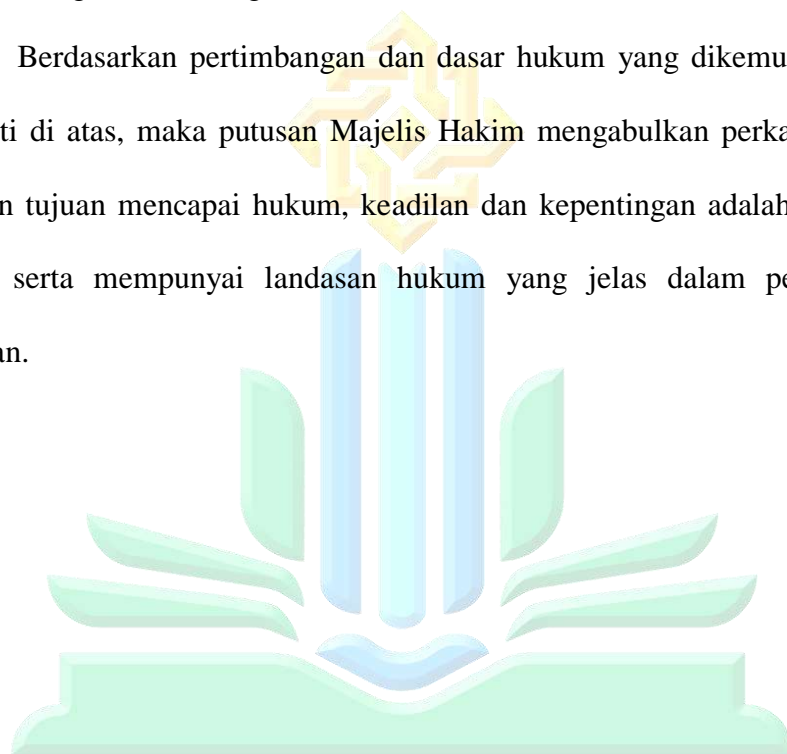 Berdasarkan pertimbangan dan dasar hukum yang dikemu
ti di atas, maka putusan Majelis Hakim mengabulkan perka
n tujuan mencapai hukum, keadilan dan kepentingan adalah
serta mempunyai landasan hukum yang jelas dalam pe
an.